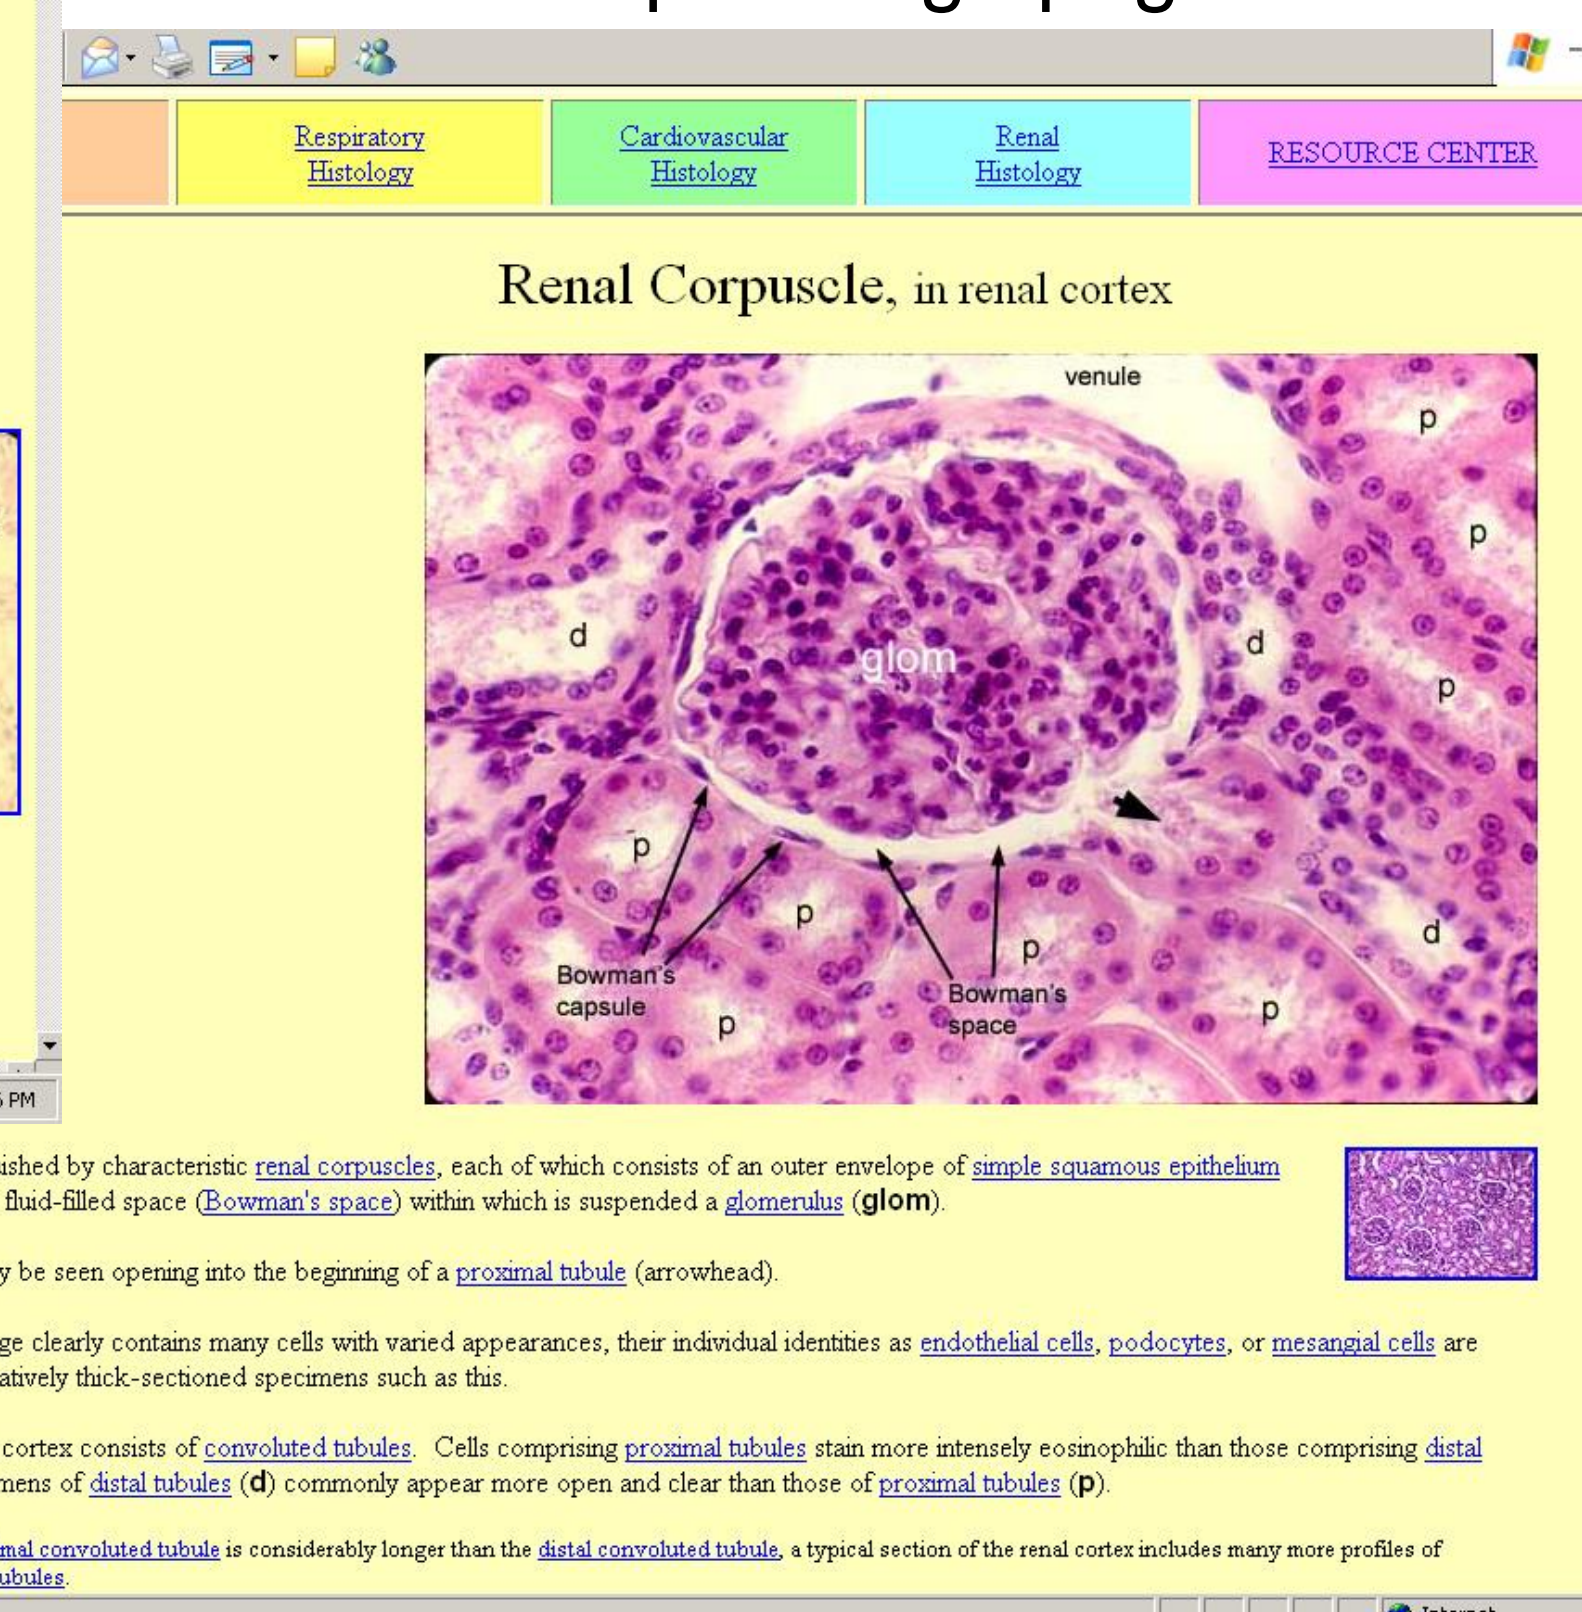 Respiratory
Histology
Cardiovascular
Histology
Renal
Histology
RESOURCE CENTER
Renal Corpuscle, in renal cortex
venule
p
p
d
glom
d
p
p
p
d
Bowman's
capsule
p
Bowman's
space
p
p
PM
ished by characteristic renal corpuscles, each of which consists of an outer envelope of simple squamous epithelium
fluid-filled space (Bowman's space) within which is suspended a glomerulus (glom).
y be seen opening into the beginning of a proximal tubule (arrowhead).
ge clearly contains many cells with varied appearances, their individual identities as endothelial cells, podocytes, or mesangial cells are
atively thick-sectioned specimens such as this.
cortex consists of convoluted tubules. Cells comprising proximal tubules stain more intensely eosinophilic than those comprising distal
mens of distal tubules (d) commonly appear more open and clear than those of proximal tubules (p).
mal convoluted tubule is considerably longer than the distal convoluted tubule, a typical section of the renal cortex includes many more profiles of
ubules.